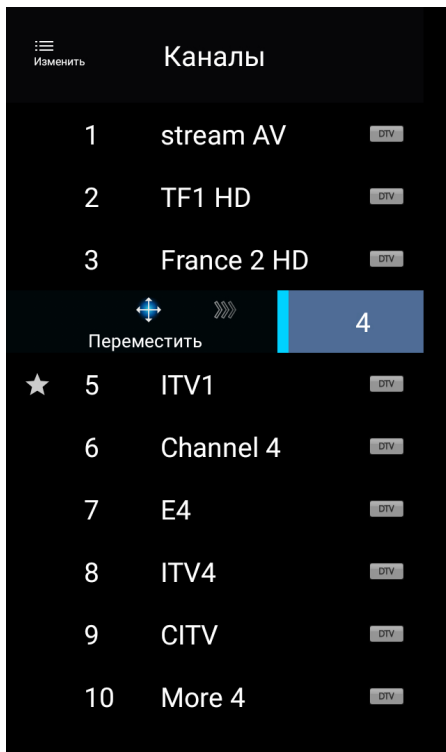 Изменить
Каналы
1 stream AV DTV
2 TF1 HD DTV
3 France 2 HD DTV
Переместить
4
5 ITV1 DTV
6 Channel 4 DTV
7 E4 DTV
8 ITV4 DTV
9 CITV DTV
10 More 4 DTV